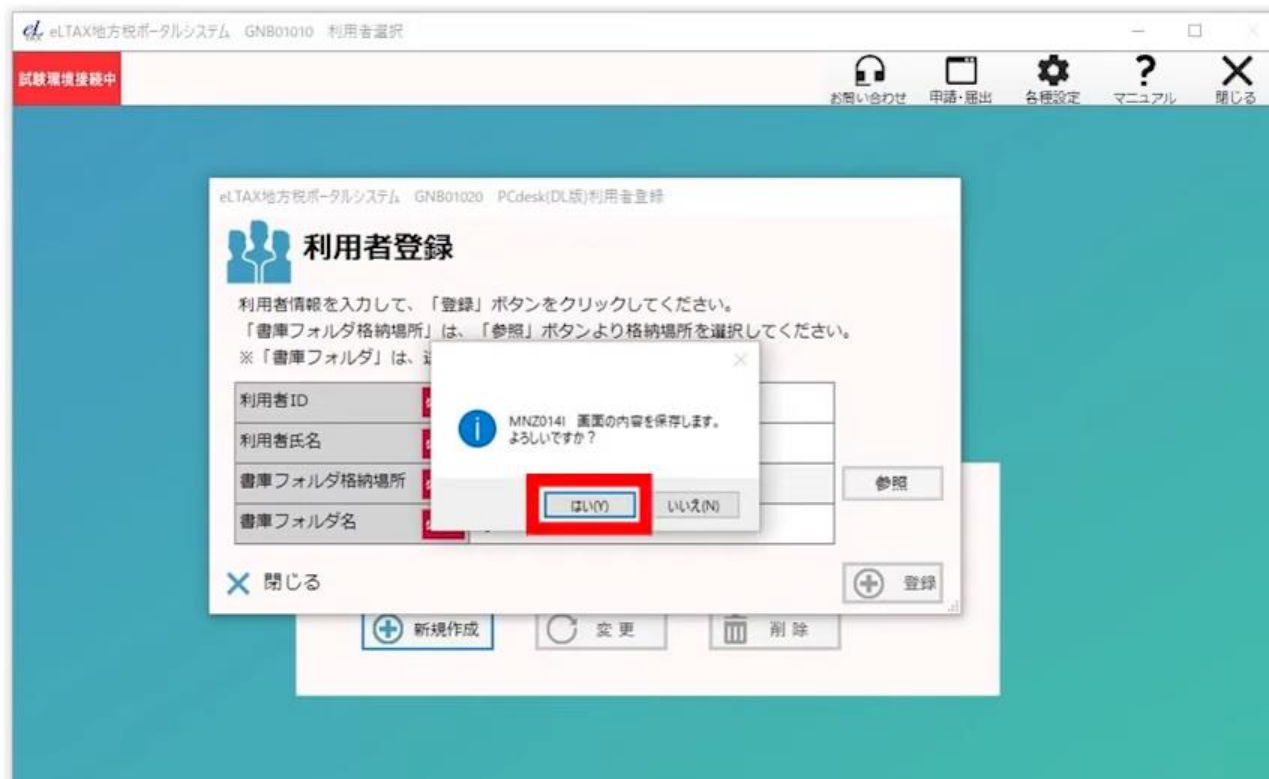 eLTAX地方税ポータルシステム GNB01010 利用者選択
試験環境接続中
お問い合わせ
申請・届出
各種設定
マニュアル
閉じる
eLTAX地方税ポータルシステム GNB01020 PCdesk(DL版)利用者登録
利用者登録
利用者情報を入力して、「登録」ボタンをクリックしてください。
「書庫フォルダ格納場所」は、「参照」ボタンより格納場所を選択してください。
※「書庫フォルダ」は、
利用者ID
利用者氏名
書庫フォルダ格納場所
参照
書庫フォルダ名
MNZ014I 画面の内容を保存します。
よろしいですか?
はい(Y)
いいえ(N)
閉じる
登録
新規作成
変更
削除